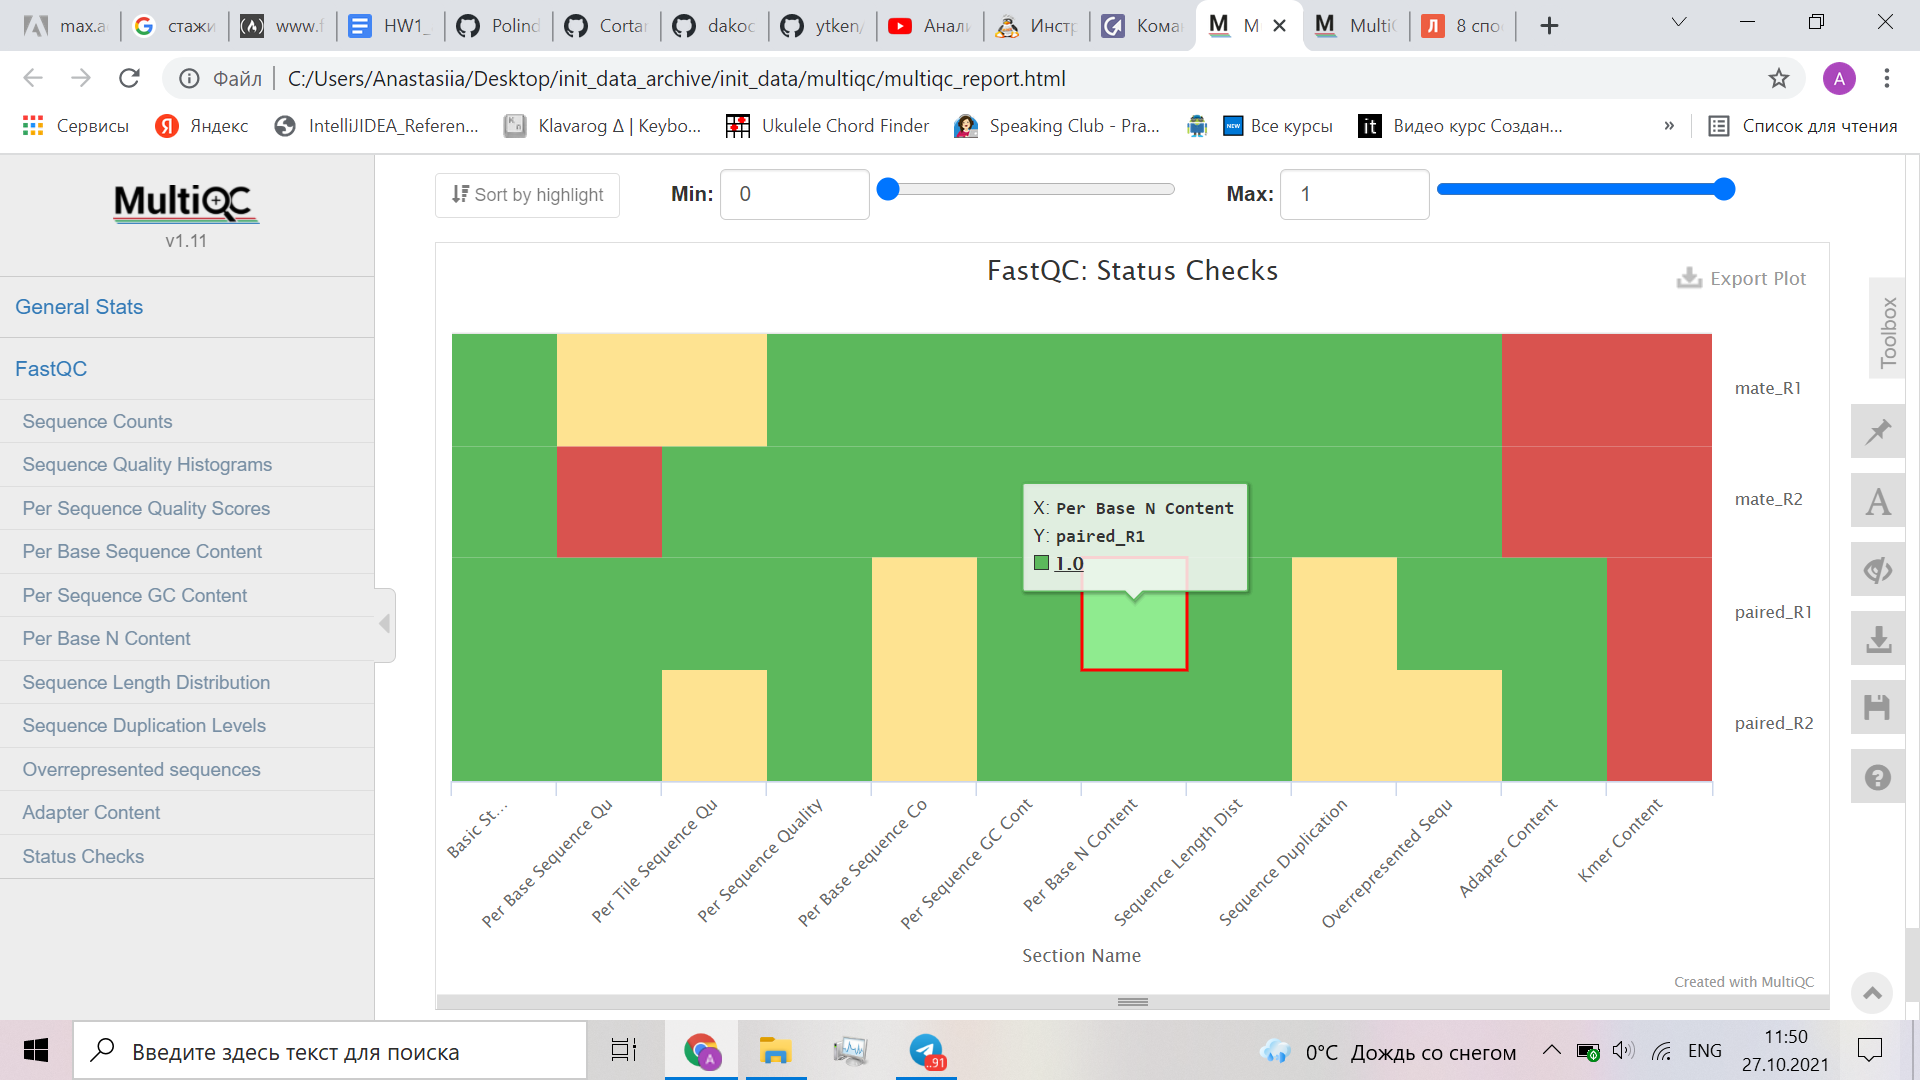 max.a
стажи
www.f
HW1_
Polind
Cortar
dakoc
ytken/
Анали
Инстр
Кома
M
MultiQ
8 спо
Файл
C:/Users/Anastasiia/Desktop/init_data_archive/init_data/multiqc/multiqc_report.html
A
Сервисы
Яндекс
IntelliJIDEA_Referen...
Klavarog Δ | Keybo...
Ukulele Chord Finder
Speaking Club - Pra...
Все курсы
Видео курс Создан...
»
Список для чтения
MultiQC
v1.11
General Stats
FastQC
Sequence Counts
Sequence Quality Histograms
Per Sequence Quality Scores
Per Base Sequence Content
Per Sequence GC Content
Per Base N Content
Sequence Length Distribution
Sequence Duplication Levels
Overrepresented sequences
Adapter Content
Status Checks
Sort by highlight
Min: 0
Max: 1
FastQC: Status Checks
Export Plot
Toolbox
mate_R1
mate_R2
paired_R1
paired_R2
X: Per Base N Content
Y: paired_R1
1.0
Basic St...
Per Base Sequence Qu
Per Tile Sequence Qu
Per Sequence Quality
Per Base Sequence Co
Per Sequence GC Cont
Per Base N Content
Sequence Length Dist
Sequence Duplication
Overrepresented Sequ
Adapter Content
Kmer Content
Section Name
Created with MultiQC
Введите здесь текст для поиска
A
..91
0°C Дождь со снегом
ENG
11:50
27.10.2021